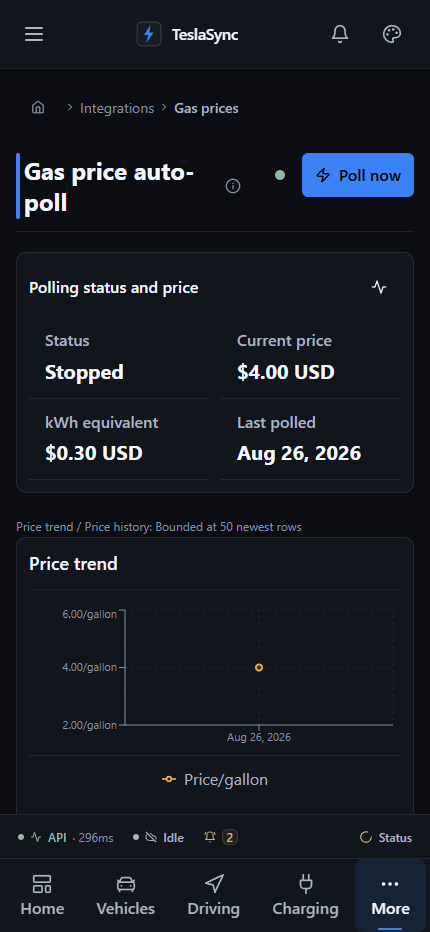 TeslaSync
Integrations
Gas prices
Gas price auto-
poll
Poll now
Polling status and price
Status
Stopped
Current price
$4.00 USD
kWh equivalent
$0.30 USD
Last polled
Aug 26, 2026
Price trend / Price history: Bounded at 50 newest rows
Price trend
6.00/gallon
4.00/gallon
2.00/gallon
Aug 26, 2026
Price/gallon
API · 296ms
Idle
2
Status
Home
Vehicles
Driving
Charging
More